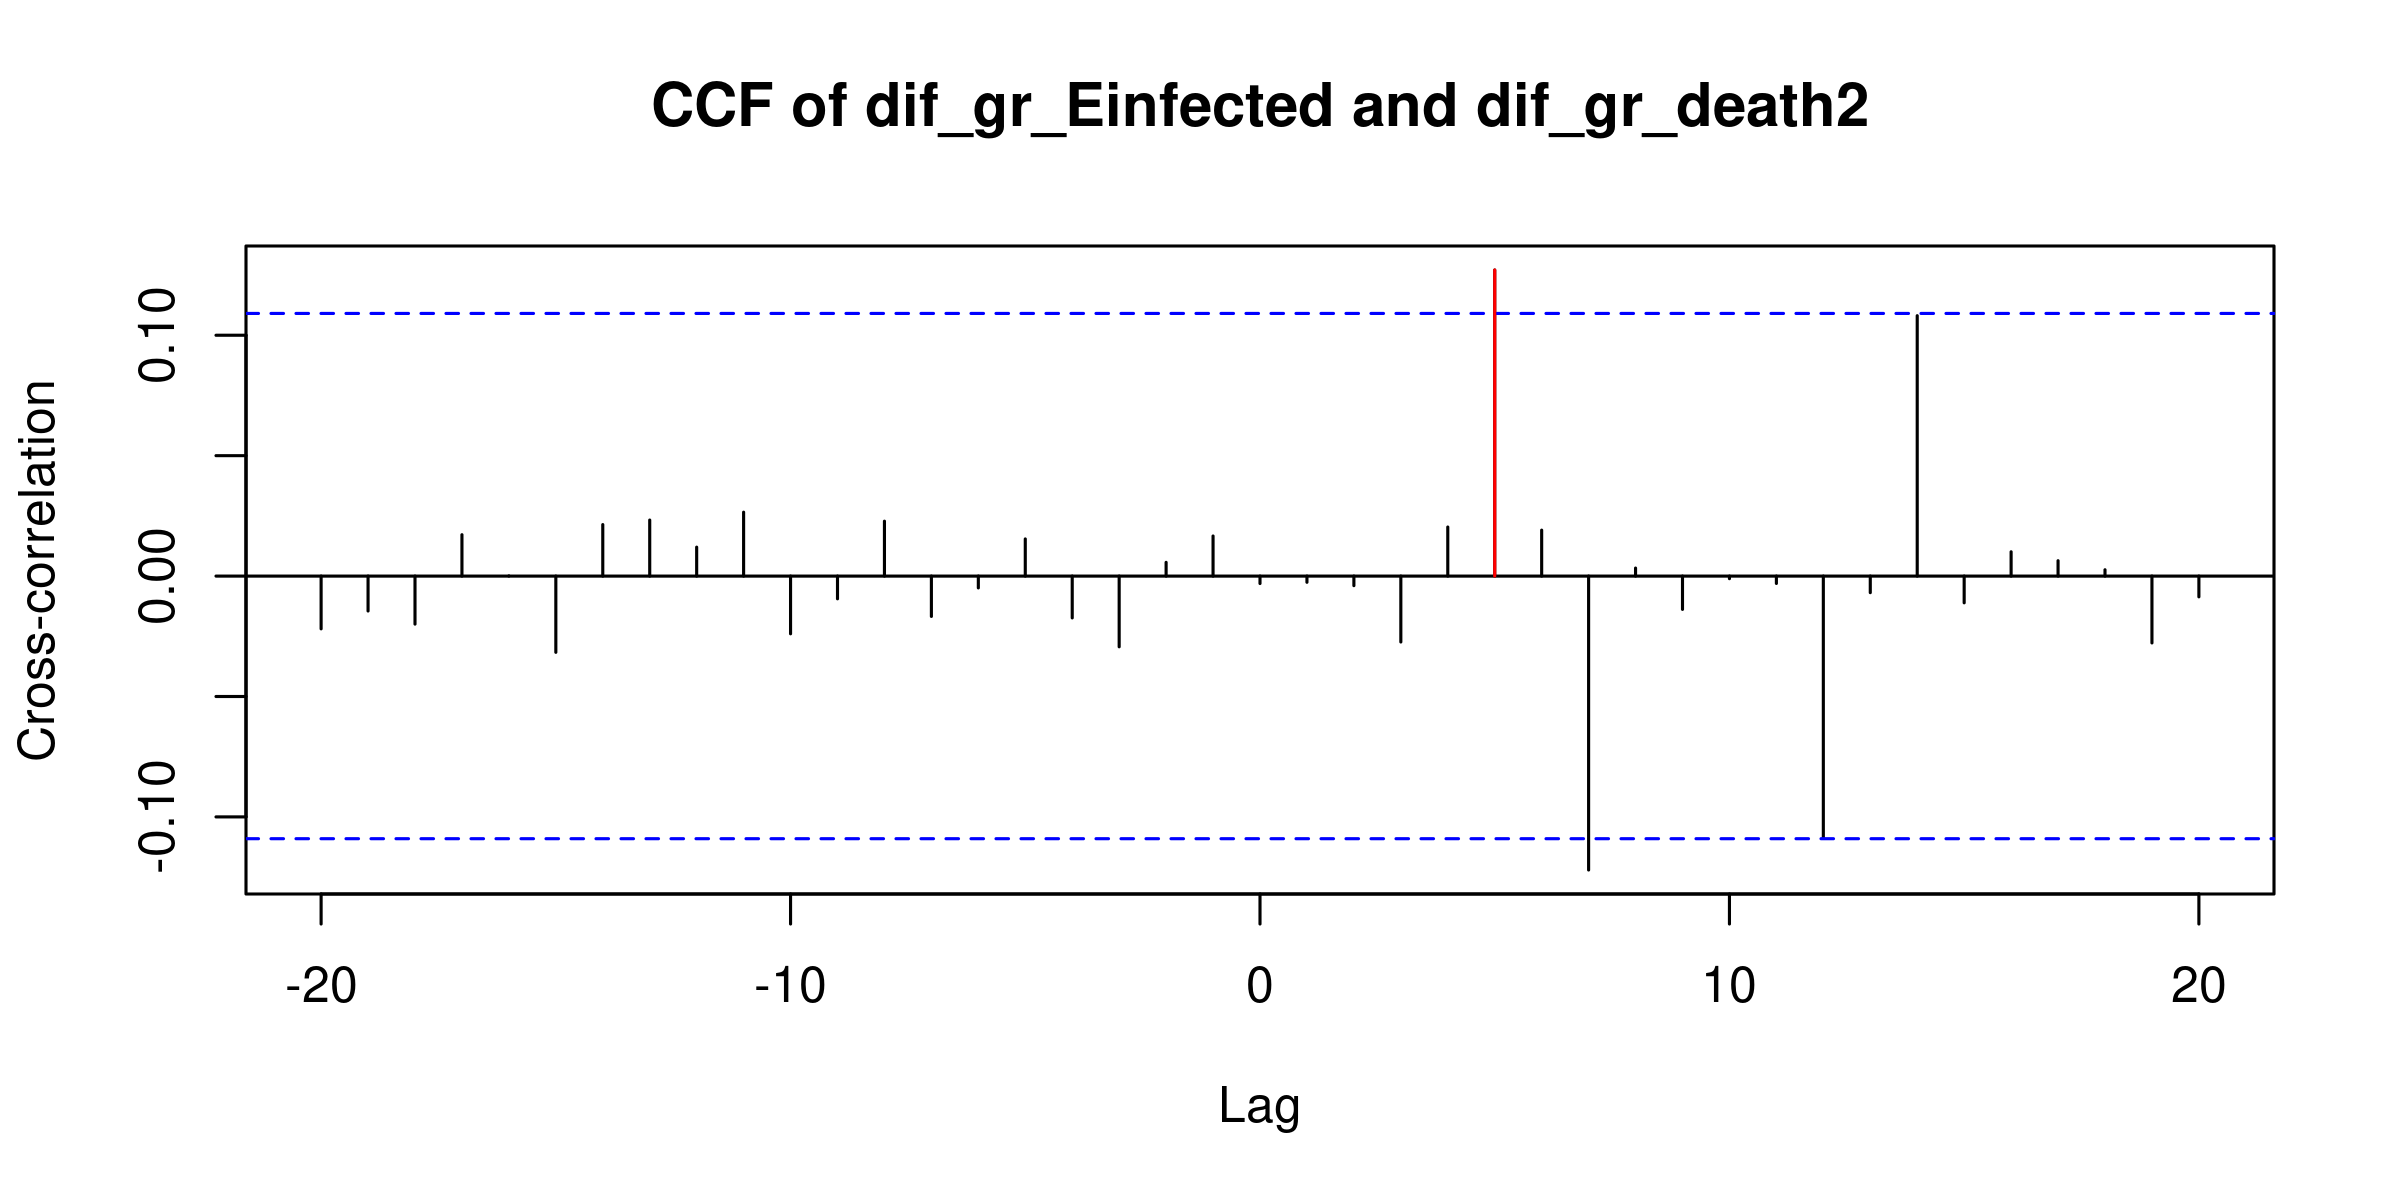 CCF of dif_gr_Einfected and dif_gr_death2
Cross-correlation
0.10
0.00
-0.10
-20 -10 0 10 20
Lag